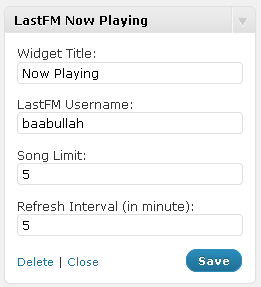 LastFM Now Playing
Widget Title:
Now Playing
LastFM Username:
baabullah
Song Limit:
5
Refresh Interval (in minute):
5
Delete | Close Save